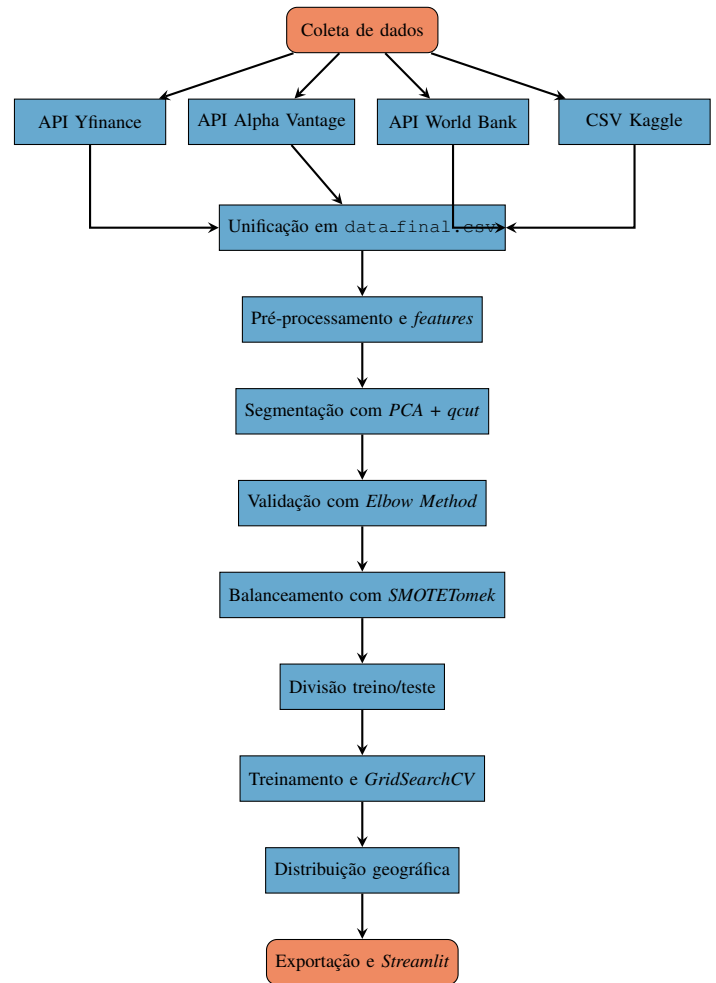 Coleta de dados
API Yfinance
API Alpha Vantage
API World Bank
CSV Kaggle
Unificação em data_final.csv
Pré-processamento e features
Segmentação com PCA + qcut
Validação com Elbow Method
Balanceamento com SMOTETomek
Divisão treino/teste
Treinamento e GridSearchCV
Distribuição geográfica
Exportação e Streamlit